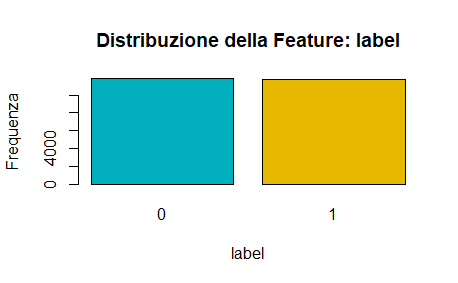 Distribuzione della Feature: label
Frequenza
4000
0
0
1
label